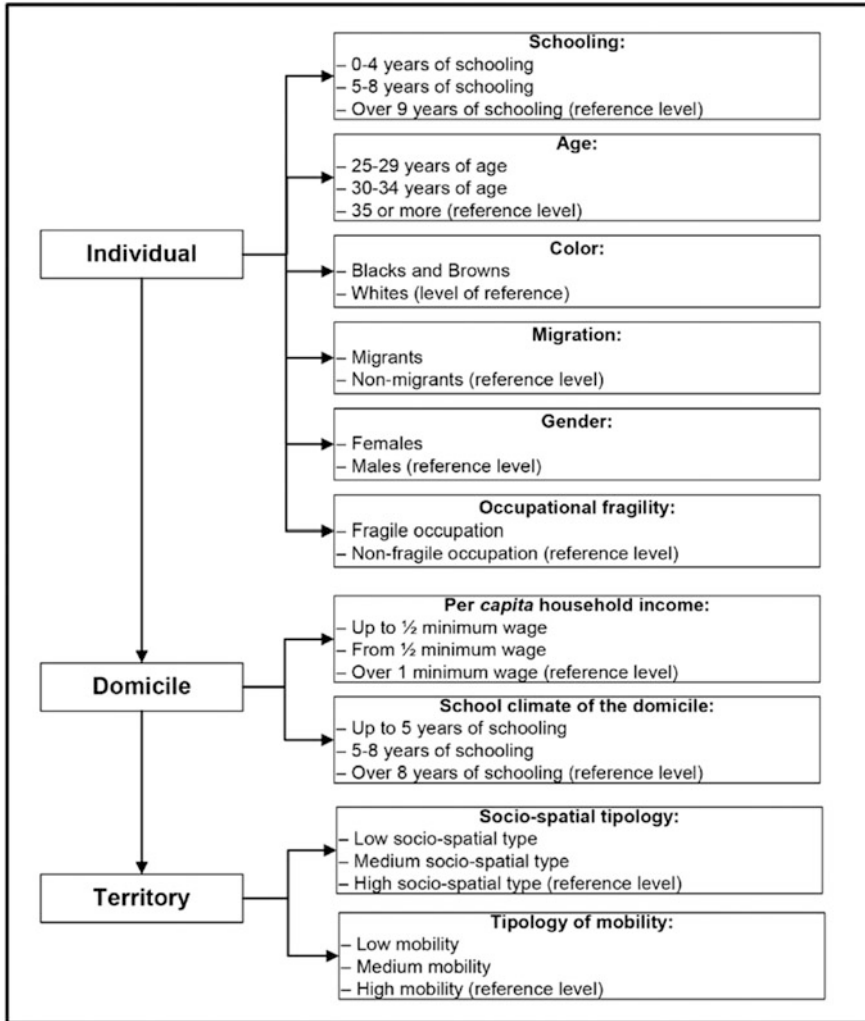 Individual
Schooling:
– 0-4 years of schooling
– 5-8 years of schooling
– Over 9 years of schooling (reference level)
Age:
– 25-29 years of age
– 30-34 years of age
– 35 or more (reference level)
Color:
– Blacks and Browns
– Whites (level of reference)
Migration:
– Migrants
– Non-migrants (reference level)
Gender:
– Females
– Males (reference level)
Occupational fragility:
– Fragile occupation
– Non-fragile occupation (reference level)
Domicile
Per capita household income:
– Up to ½ minimum wage
– From ½ minimum wage
– Over 1 minimum wage (reference level)
School climate of the domicile:
– Up to 5 years of schooling
– 5-8 years of schooling
– Over 8 years of schooling (reference level)
Territory
Socio-spatial tipology:
– Low socio-spatial type
– Medium socio-spatial type
– High socio-spatial type (reference level)
Tipology of mobility:
– Low mobility
– Medium mobility
– High mobility (reference level)